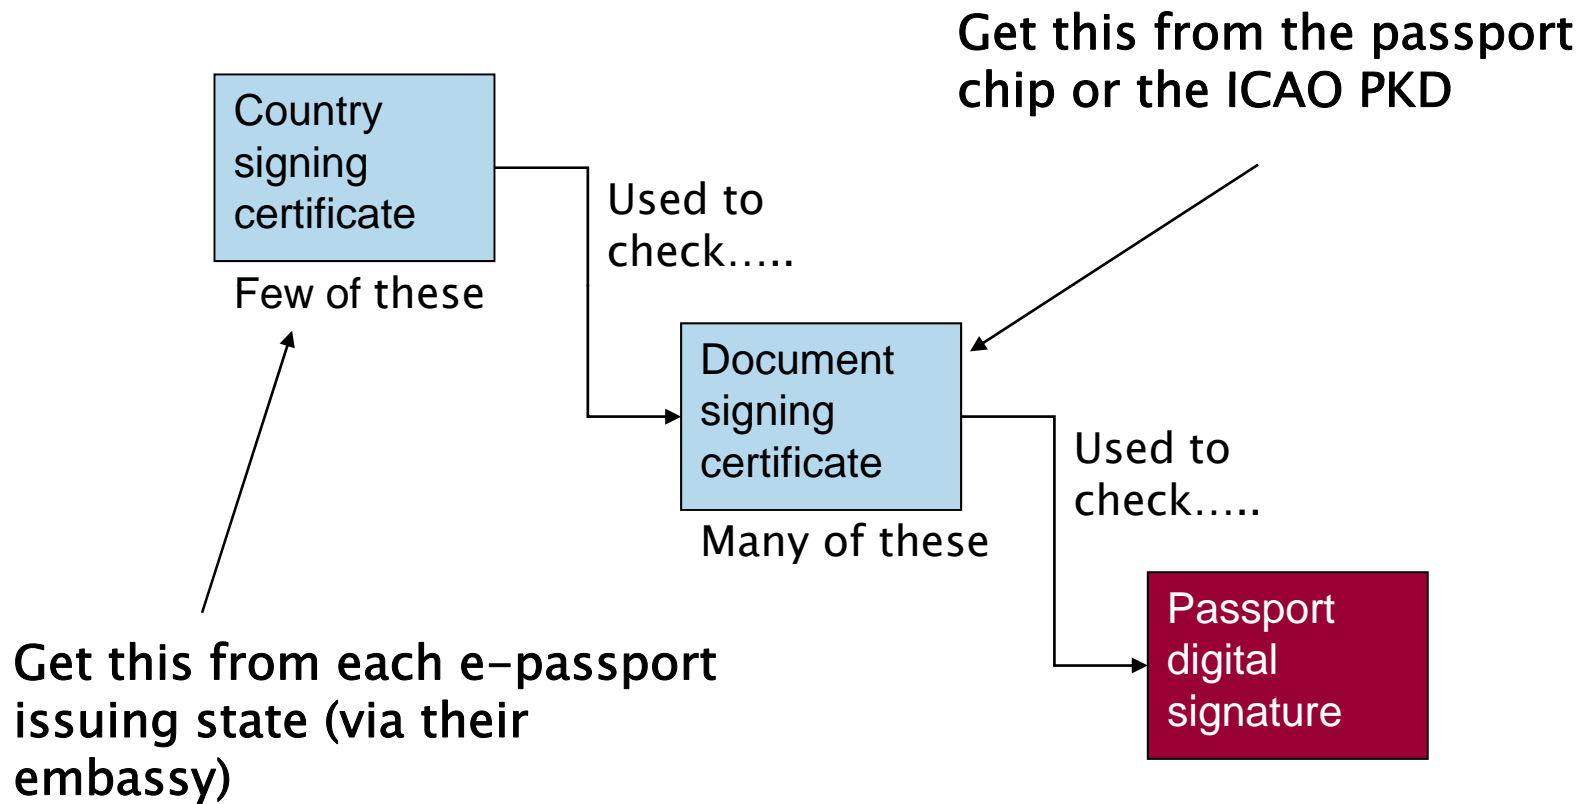 Get this from the passport
chip or the ICAO PKD
Country
signing
certificate
Few of these
Used to
check.....
Document
signing
certificate
Many of these
Used to
check.....
Passport
digital
signature
Get this from each e-passport
issuing state (via their
embassy)